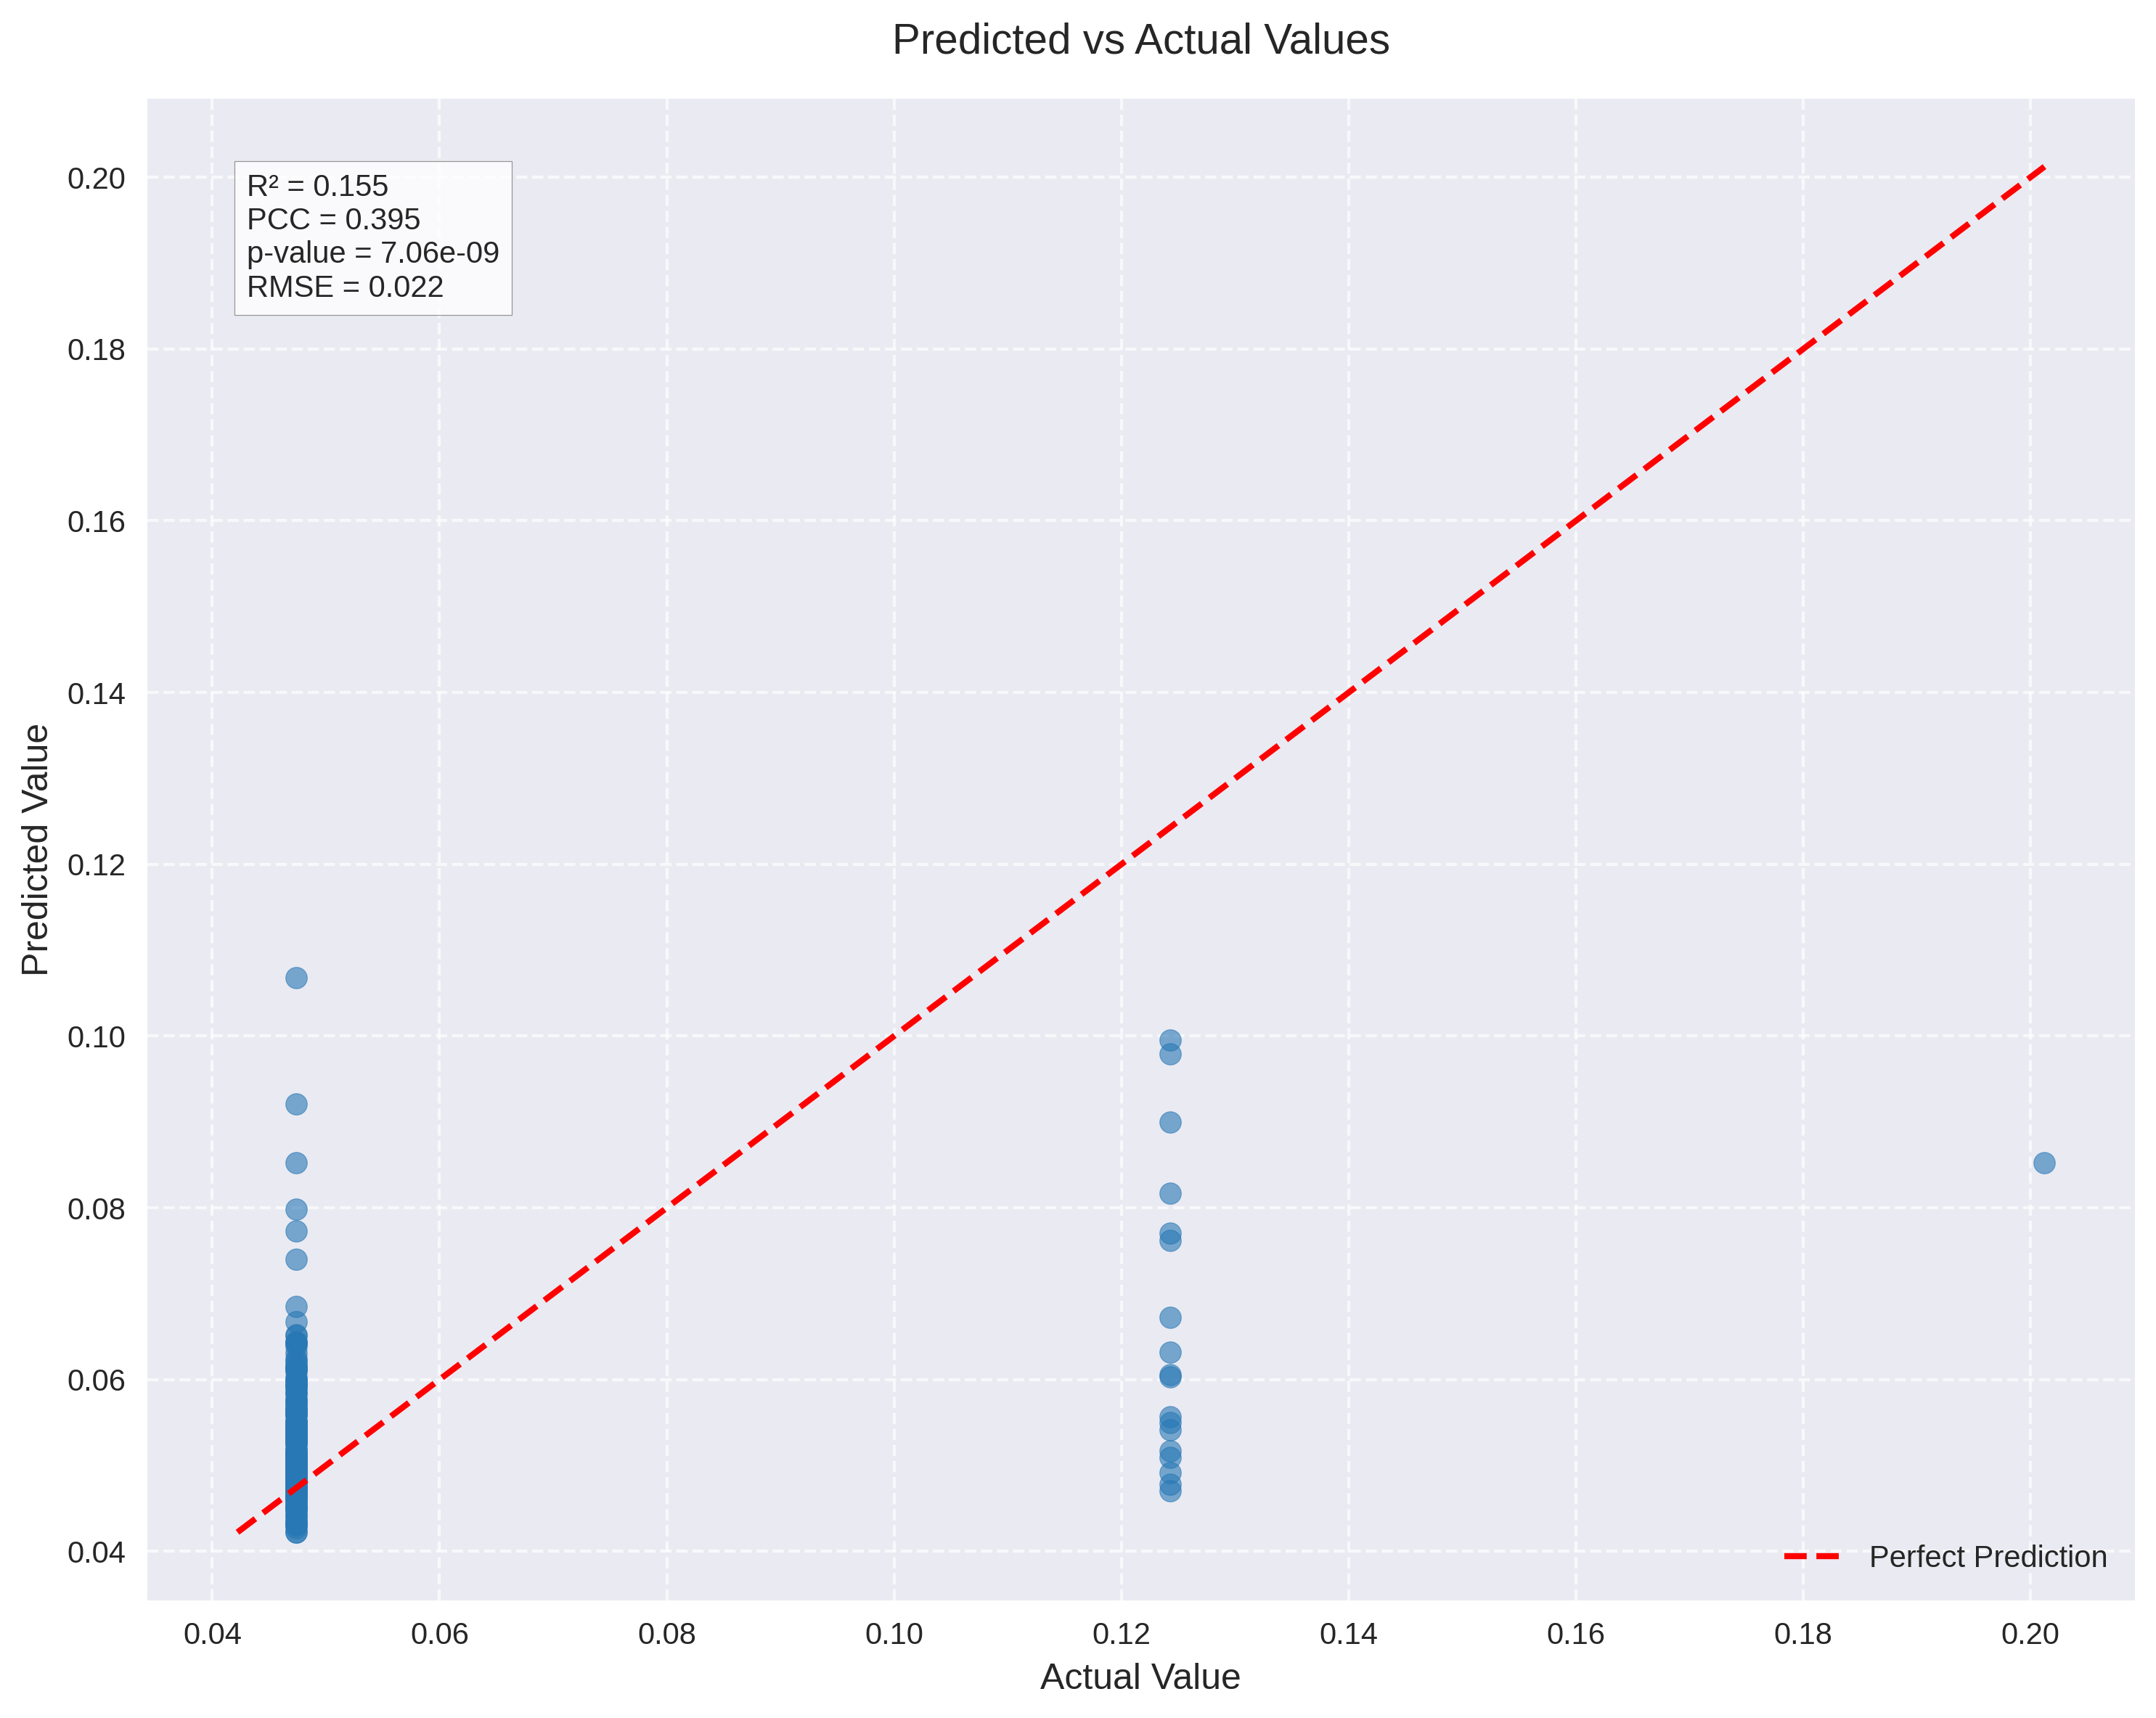 Predicted vs Actual Values
R² = 0.155
PCC = 0.395
p-value = 7.06e-09
RMSE = 0.022
0.20
0.18
0.16
0.14
0.12
0.10
0.08
0.06
0.04
Predicted Value
Perfect Prediction
0.04 0.06 0.08 0.10 0.12 0.14 0.16 0.18 0.20
Actual Value